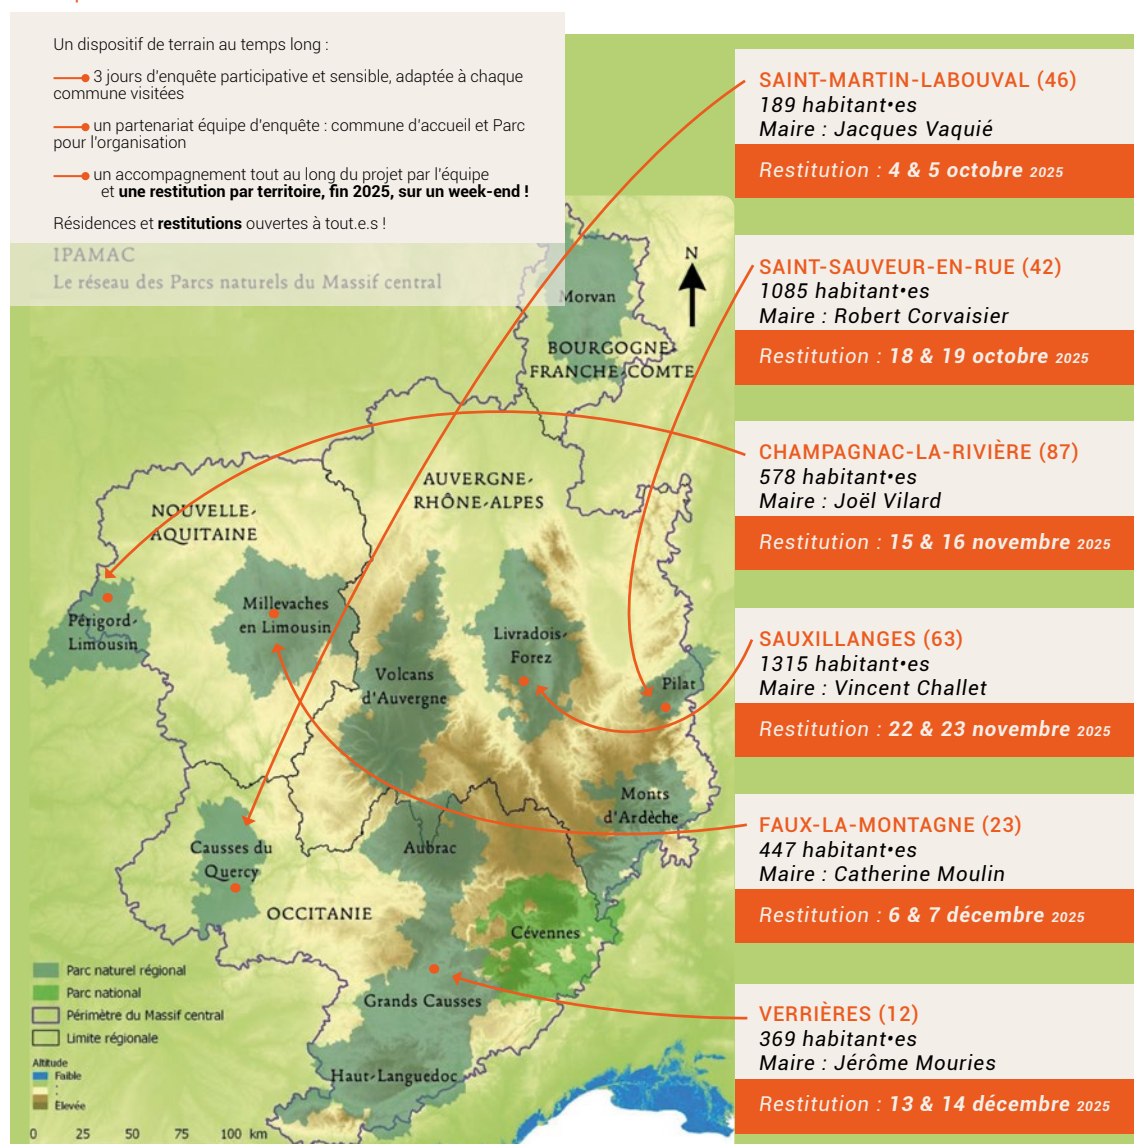 Un dispositif de terrain au temps long :
3 jours d'enquête participative et sensible, adaptée à chaque
commune visitées
un partenariat équipe d'enquête : commune d'accueil et Parc
pour l'organisation
un accompagnement tout au long du projet par l'équipe
et une restitution par territoire, fin 2025, sur un week-end !
Résidences et restitutions ouvertes à tout.e.s !
IPAMAC
Le réseau des Parcs naturels du Massif central
SAINT-MARTIN-LABOUVAL (46)
189 habitant•es
Maire : Jacques Vaquié
Restitution : 4 & 5 octobre 2025
SAINT-SAUVEUR-EN-RUE (42)
1085 habitant•es
Maire : Robert Corvaisier
Restitution : 18 & 19 octobre 2025
CHAMPAGNAC-LA-RIVIÈRE (87)
578 habitant•es
Maire : Joël Vilard
Restitution : 15 & 16 novembre 2025
SAUXILLANGES (63)
1315 habitant•es
Maire : Vincent Challet
Restitution : 22 & 23 novembre 2025
FAUX-LA-MONTAGNE (23)
447 habitant•es
Maire : Catherine Moulin
Restitution : 6 & 7 décembre 2025
VERRIÈRES (12)
369 habitant•es
Maire : Jérôme Mouries
Restitution : 13 & 14 décembre 2025
N
Morvan
BOURGOGNE-
FRANCHE-COMTE
AUVERGNE-
RHÔNE-ALPES
NOUVELLE-
AQUITAINE
Périgord-
Limousin
Millevaches
en Limousin
Volcans
d'Auvergne
Livradois-
Forez
Pilat
Monts
d'Ardèche
Causses du
Quercy
Aubrac
OCCITANIE
Cévennes
Grands Causses
Haut-Languedoc
Parc naturel régional
Parc national
Périmètre du Massif central
Limite régionale
Altitude
Faible
:
Elevée
0 25 50 75 100 km